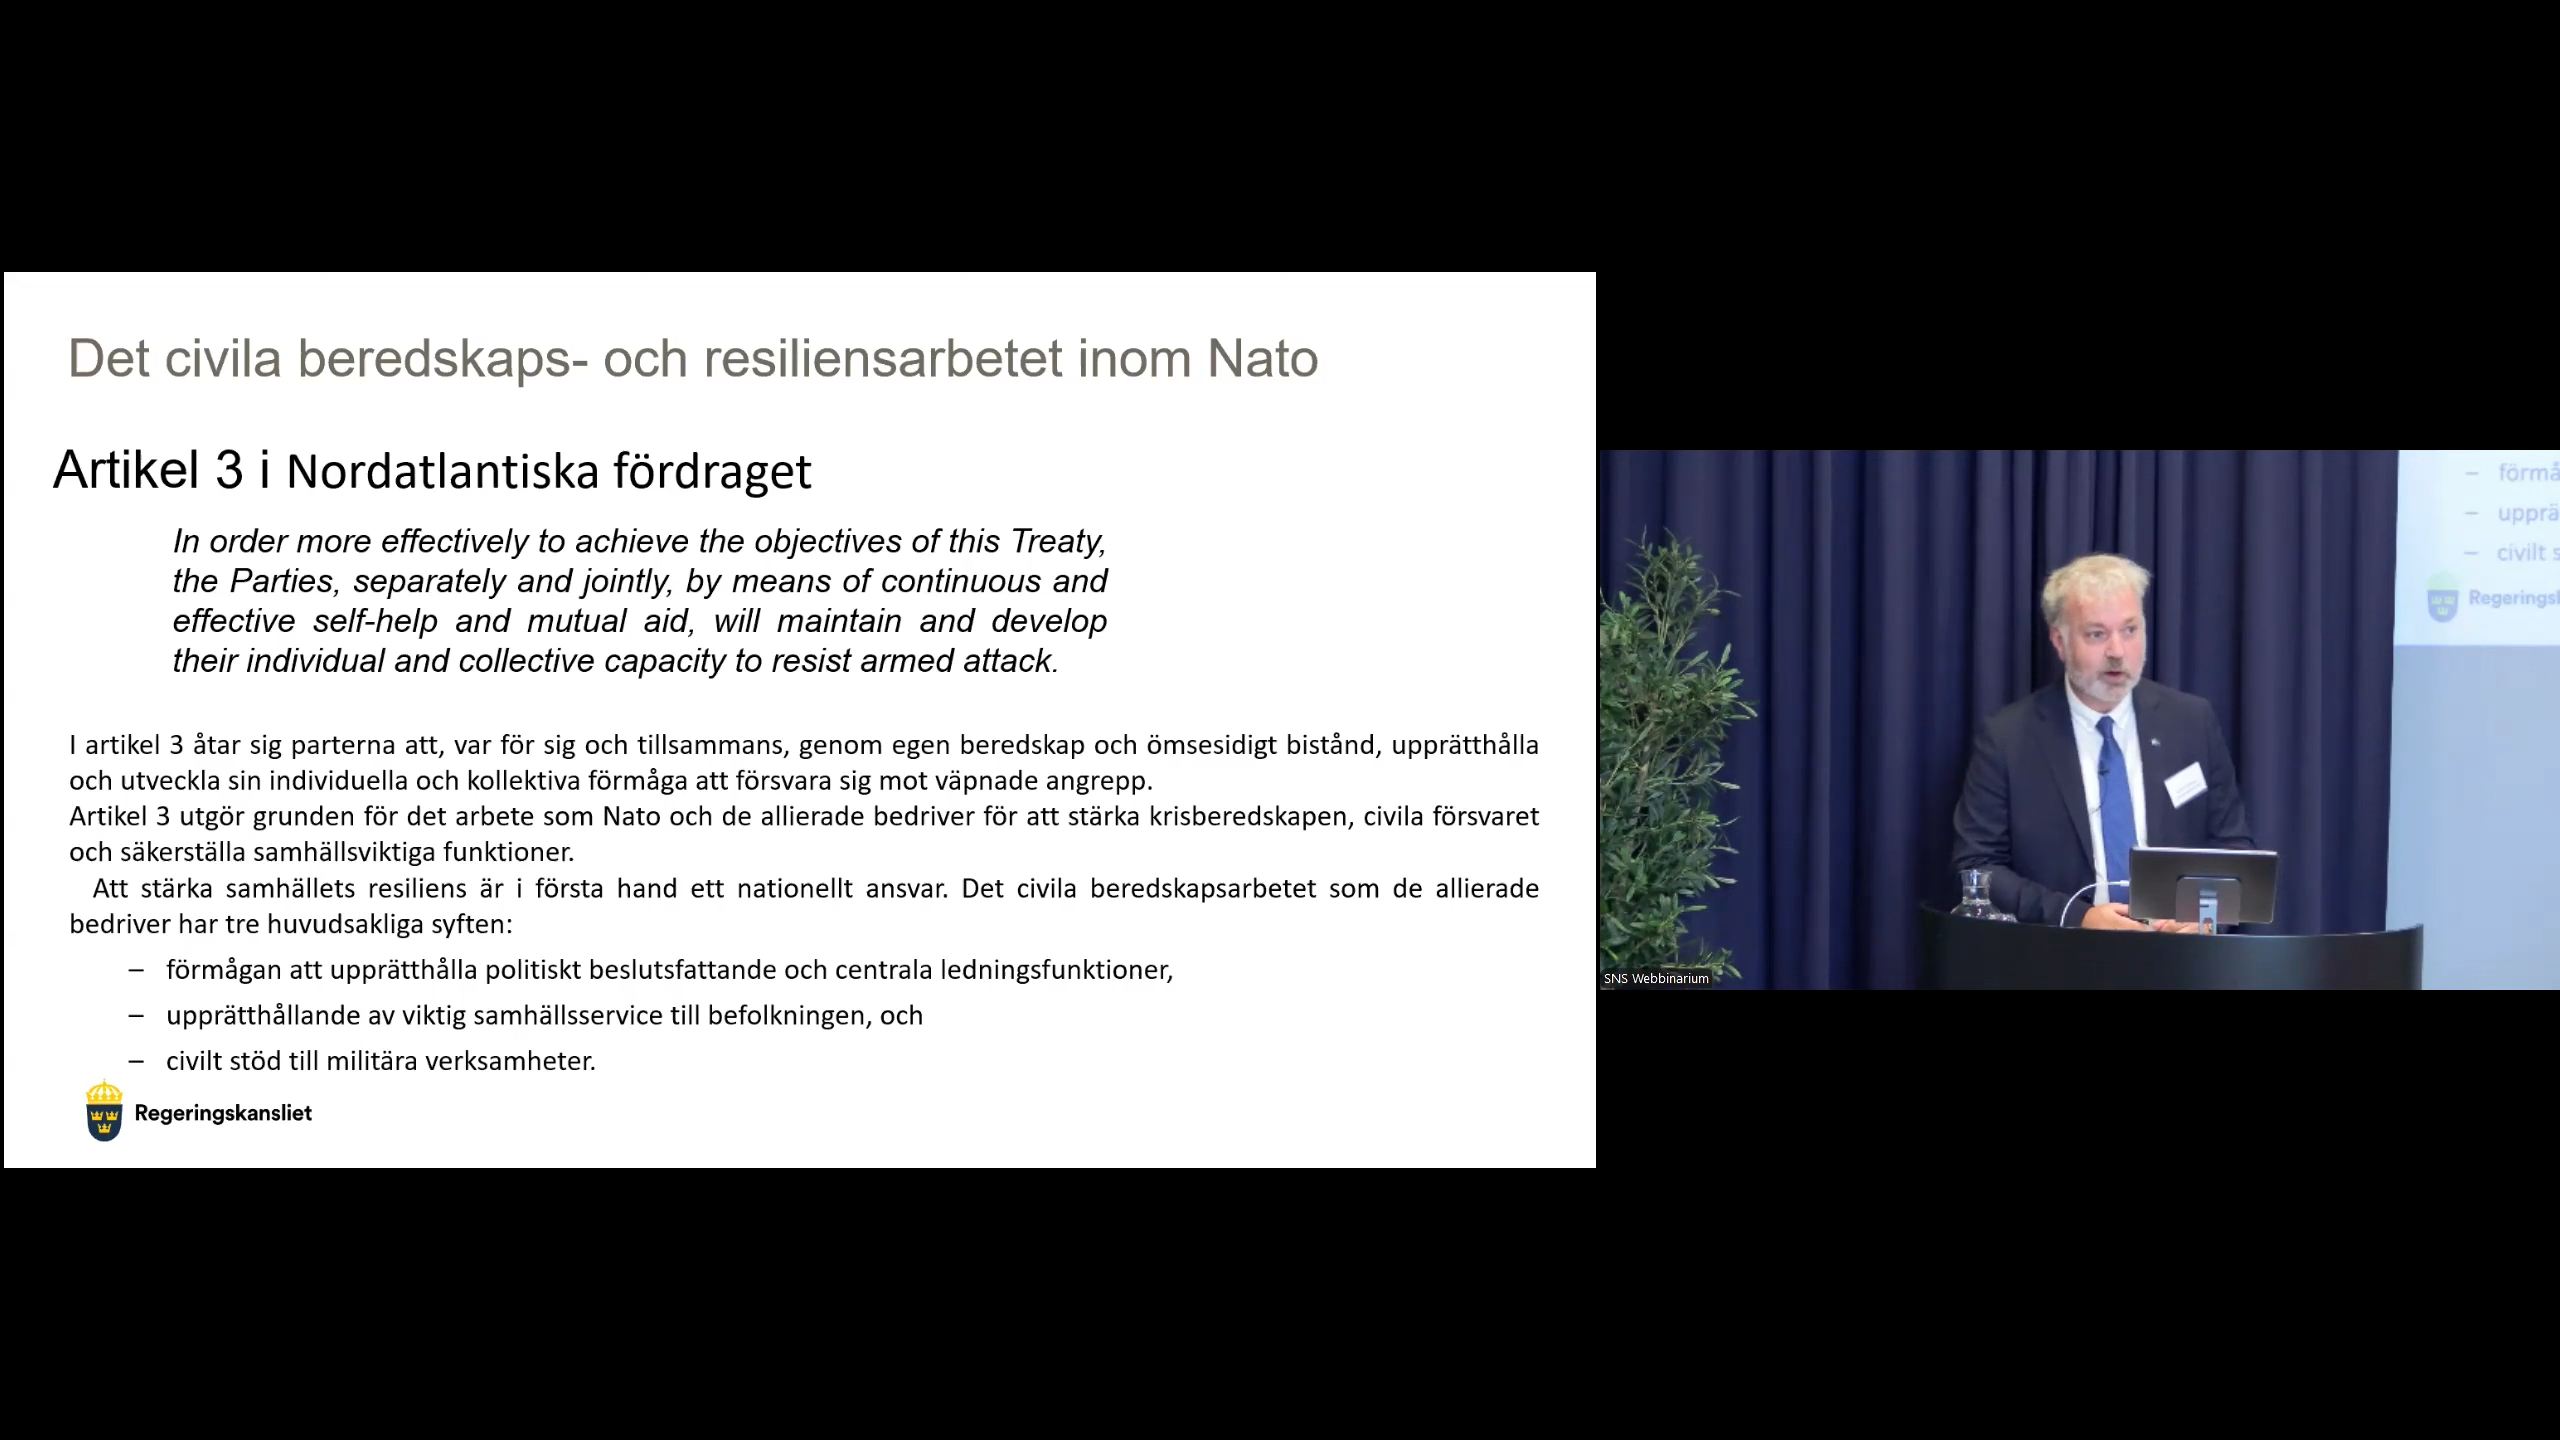 Det civila beredskaps- och resiliensarbetet inom Nato
Artikel 3 i Nordatlantiska fördraget
In order more effectively to achieve the objectives of this Treaty,
the Parties, separately and jointly, by means of continuous and
effective self-help and mutual aid, will maintain and develop
their individual and collective capacity to resist armed attack.
I artikel 3 åtar sig parterna att, var för sig och tillsammans, genom egen beredskap och ömsesidigt bistånd, upprätthålla
och utveckla sin individuella och kollektiva förmåga att försvara sig mot väpnade angrepp.
Artikel 3 utgör grunden för det arbete som Nato och de allierade bedriver för att stärka krisberedskapen, civila försvaret
och säkerställa samhällsviktiga funktioner.
Att stärka samhällets resiliens är i första hand ett nationellt ansvar. Det civila beredskapsarbetet som de allierade
bedriver har tre huvudsakliga syften:
– förmågan att upprätthålla politiskt beslutsfattande och centrala ledningsfunktioner,
– upprätthållande av viktig samhällsservice till befolkningen, och
– civilt stöd till militära verksamheter.
Regeringskansliet
– förmå
– upprä
– civilt s
Regerings
SNS Webbinarium